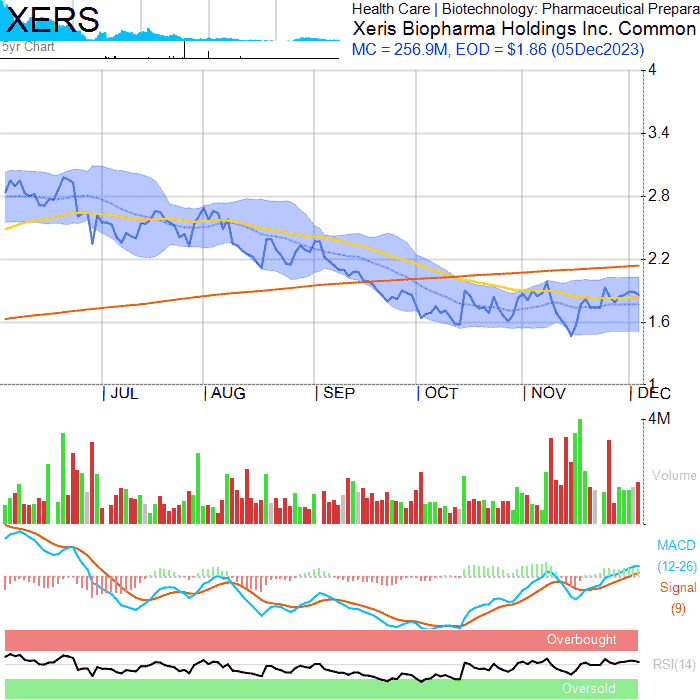 XERS
5yr Chart
Health Care | Biotechnology: Pharmaceutical Prepara
Xeris Biopharma Holdings Inc. Common
MC = 256.9M, EOD = $1.86 (05Dec2023)
4
3.4
2.8
2.2
1.6
1
JUL AUG SEP OCT NOV DEC
4M
Volume
MACD
(12-26)
Signal
(9)
Overbought
RSI(14)
Oversold